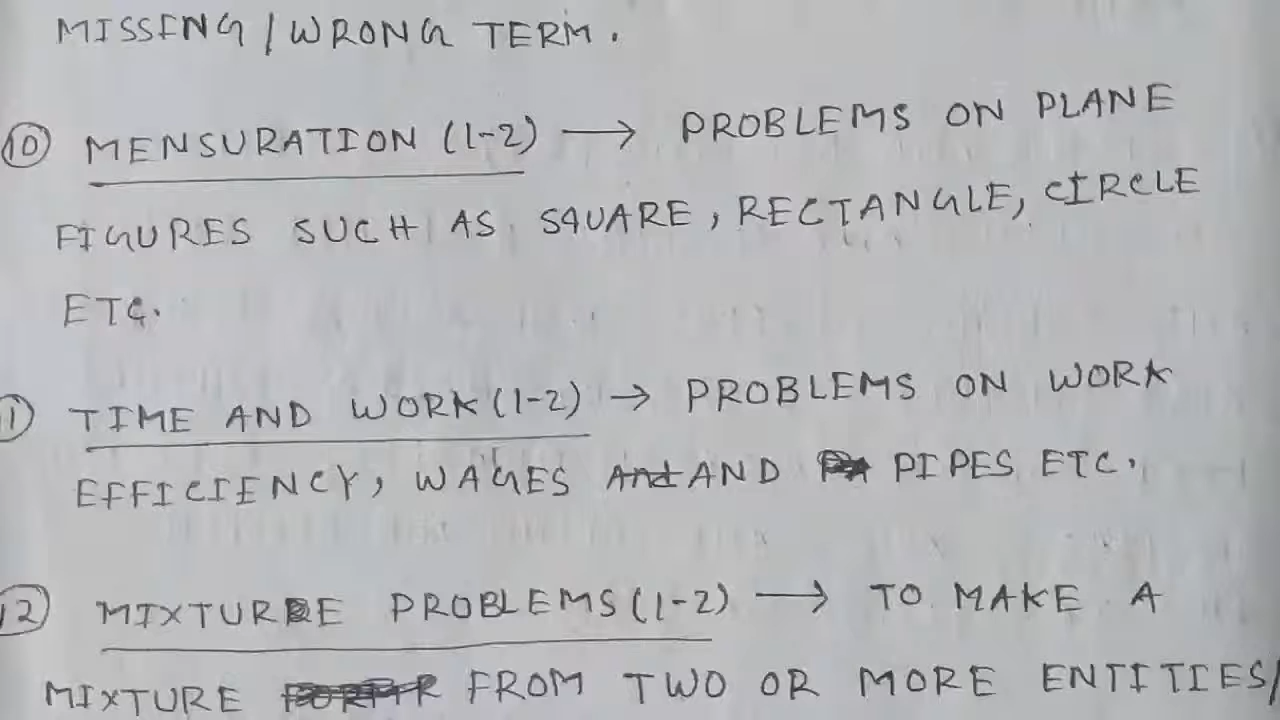 MISSENG/WRONG TERM.
10 MENSURATION (1-2) → PROBLEMS ON PLANE
FIGURES SUCH AS SQUARE, RECTANGLE, CIRCLE
ETC.
11 TIME AND WORK (1-2) → PROBLEMS ON WORK
EFFICIENCY, WAGES AND PIPES ETC.
12 MIXTURE PROBLEMS (1-2) → TO MAKE A
MIXTURE FROM TWO OR MORE ENTITIES/